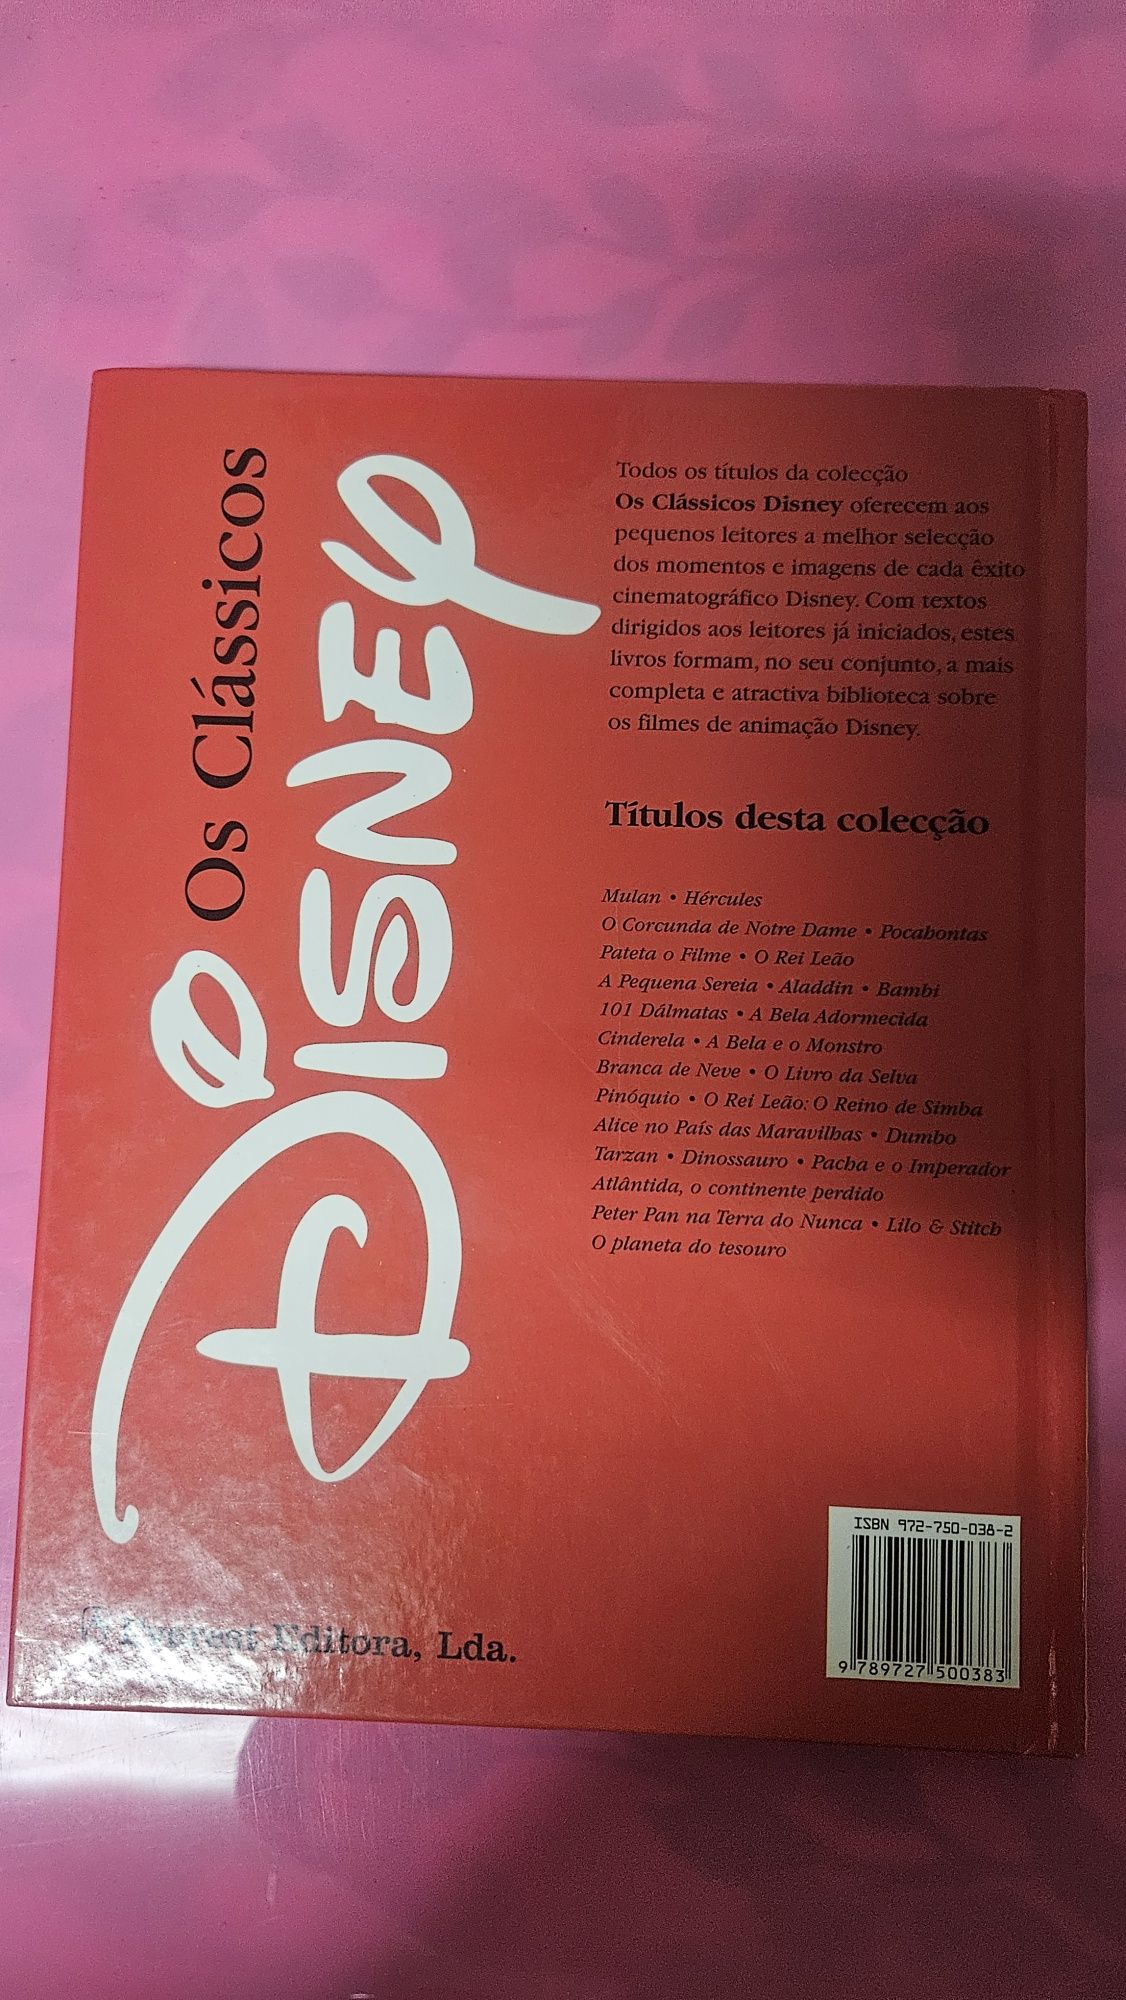 Os Clássicos
DISNEY
Todos os títulos da colecção
Os Clássicos Disney oferecem aos
pequenos leitores a melhor selecção
dos momentos e imagens de cada êxito
cinematográfico Disney. Com textos
dirigidos aos leitores já iniciados, estes
livros formam, no seu conjunto, a mais
completa e atractiva biblioteca sobre
os filmes de animação Disney.
Títulos desta colecção
Mulan • Hércules
O Corcunda de Notre Dame • Pocahontas
Pateta o Filme • O Rei Leão
A Pequena Sereia • Aladdin • Bambi
101 Dálmatas • A Bela Adormecida
Cinderela • A Bela e o Monstro
Branca de Neve • O Livro da Selva
Pinóquio • O Rei Leão: O Reino de Simba
Alice no País das Maravilhas • Dumbo
Tarzan • Dinossauro • Pacha e o Imperador
Atlântida, o continente perdido
Peter Pan na Terra do Nunca • Lilo & Stitch
O planeta do tesouro
Everest Editora, Lda.
ISBN 972-750-038-2
9 789727 500383